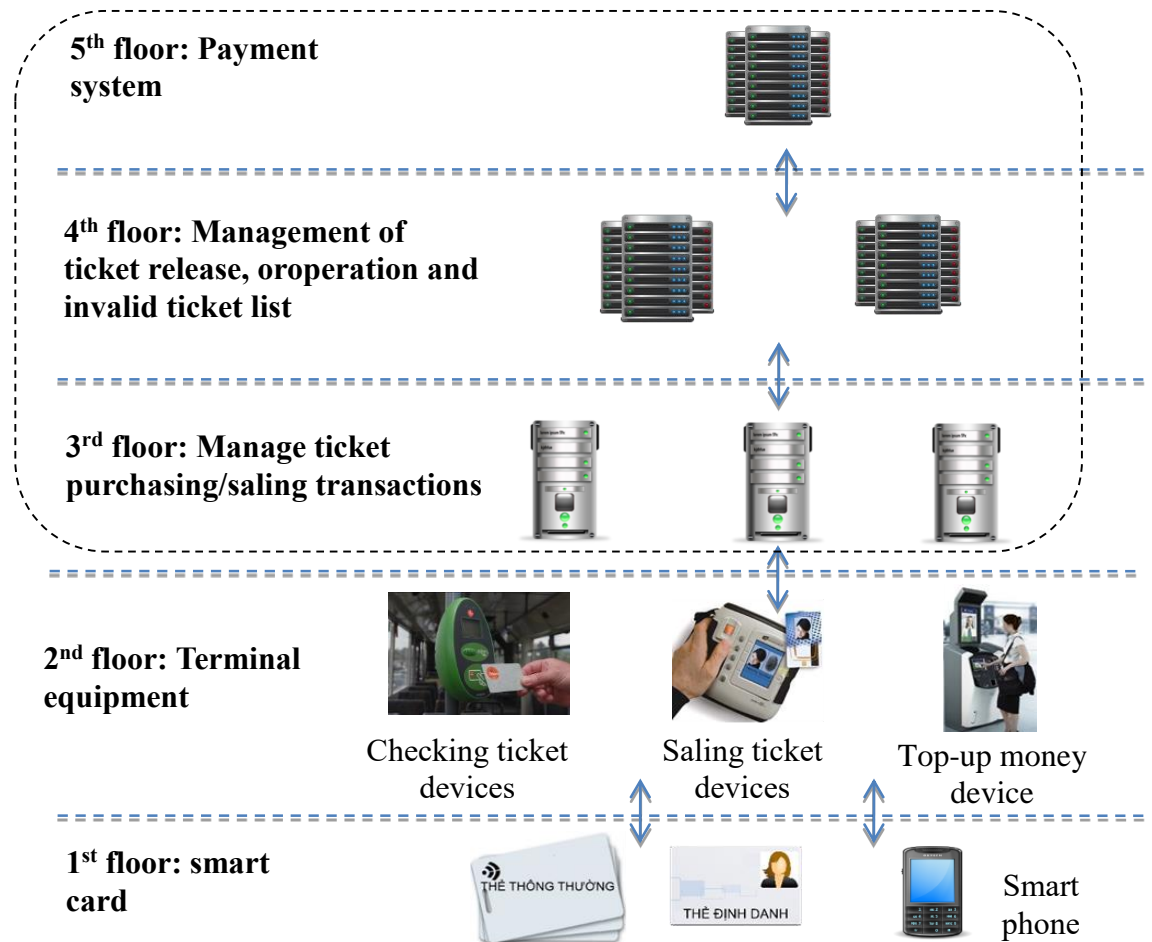 5th floor: Payment
system
4th floor: Management of
ticket release, oroperation and
invalid ticket list
3rd floor: Manage ticket
purchasing/saling transactions
2nd floor: Terminal
equipment
Checking ticket
devices
Saling ticket
devices
Top-up money
device
1st floor: smart
card
THẺ THÔNG THƯỜNG
THẺ ĐỊNH DANH
Smart
phone